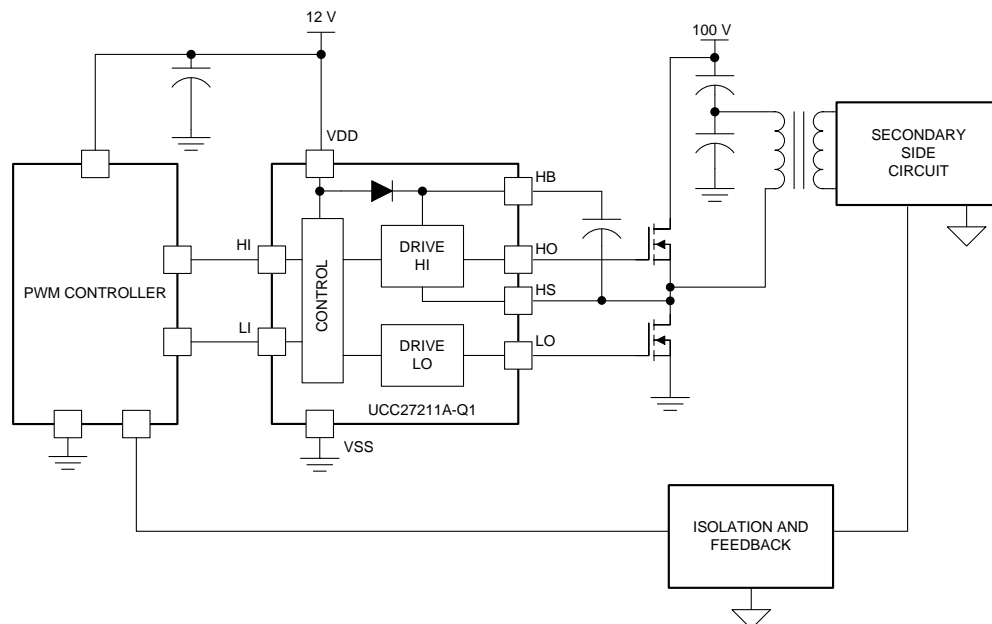 12 V
100 V
VDD
SECONDARY
SIDE
CIRCUIT
HB
HI
DRIVE
HI
HO
PWM CONTROLLER
CONTROL
HS
LI
DRIVE
LO
LO
UCC27211A-Q1
VSS
ISOLATION AND
FEEDBACK